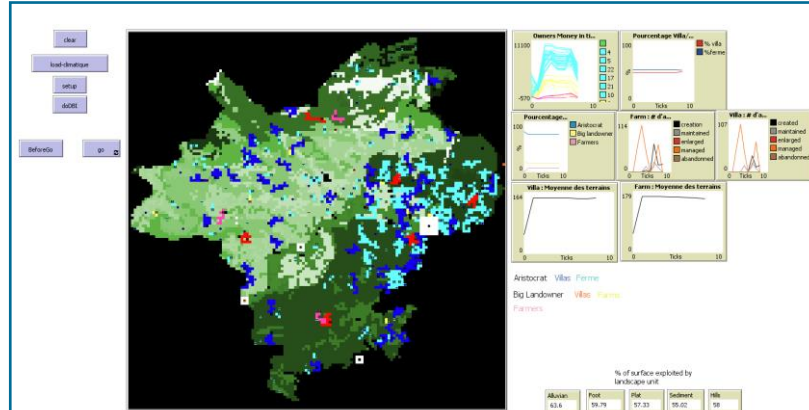 clear
load-climatique
setup
doDBI
BeforeGo
go
Owners Money in ti...
11100
-570
0
10
4
5
22
17
21
10
Pourcentage Villa/...
100
%
0
0
10
% villa
%ferme
Pourcentage...
100
%
0
0
10
Aristocrat
Big landowner
Farmers
Farm : # d'a...
114
0
0
Ticks
10
creation
maintained
enlarged
managed
abandonned
Villa : # d'a...
107
0
0
Ticks
10
created
maintained
enlarged
managed
abandonned
Villa : Moyenne des terrains
164
0
0
Ticks
10
Farm : Moyenne des terrains
179
0
0
Ticks
10
Aristocrat Villas Ferme
Big Landowner Villas Farms
Farmers
% of surface exploited by
landscape unit
Alluvian
63.6
Foot
59.79
Plat
57.33
Sediment
55.02
Hills
58